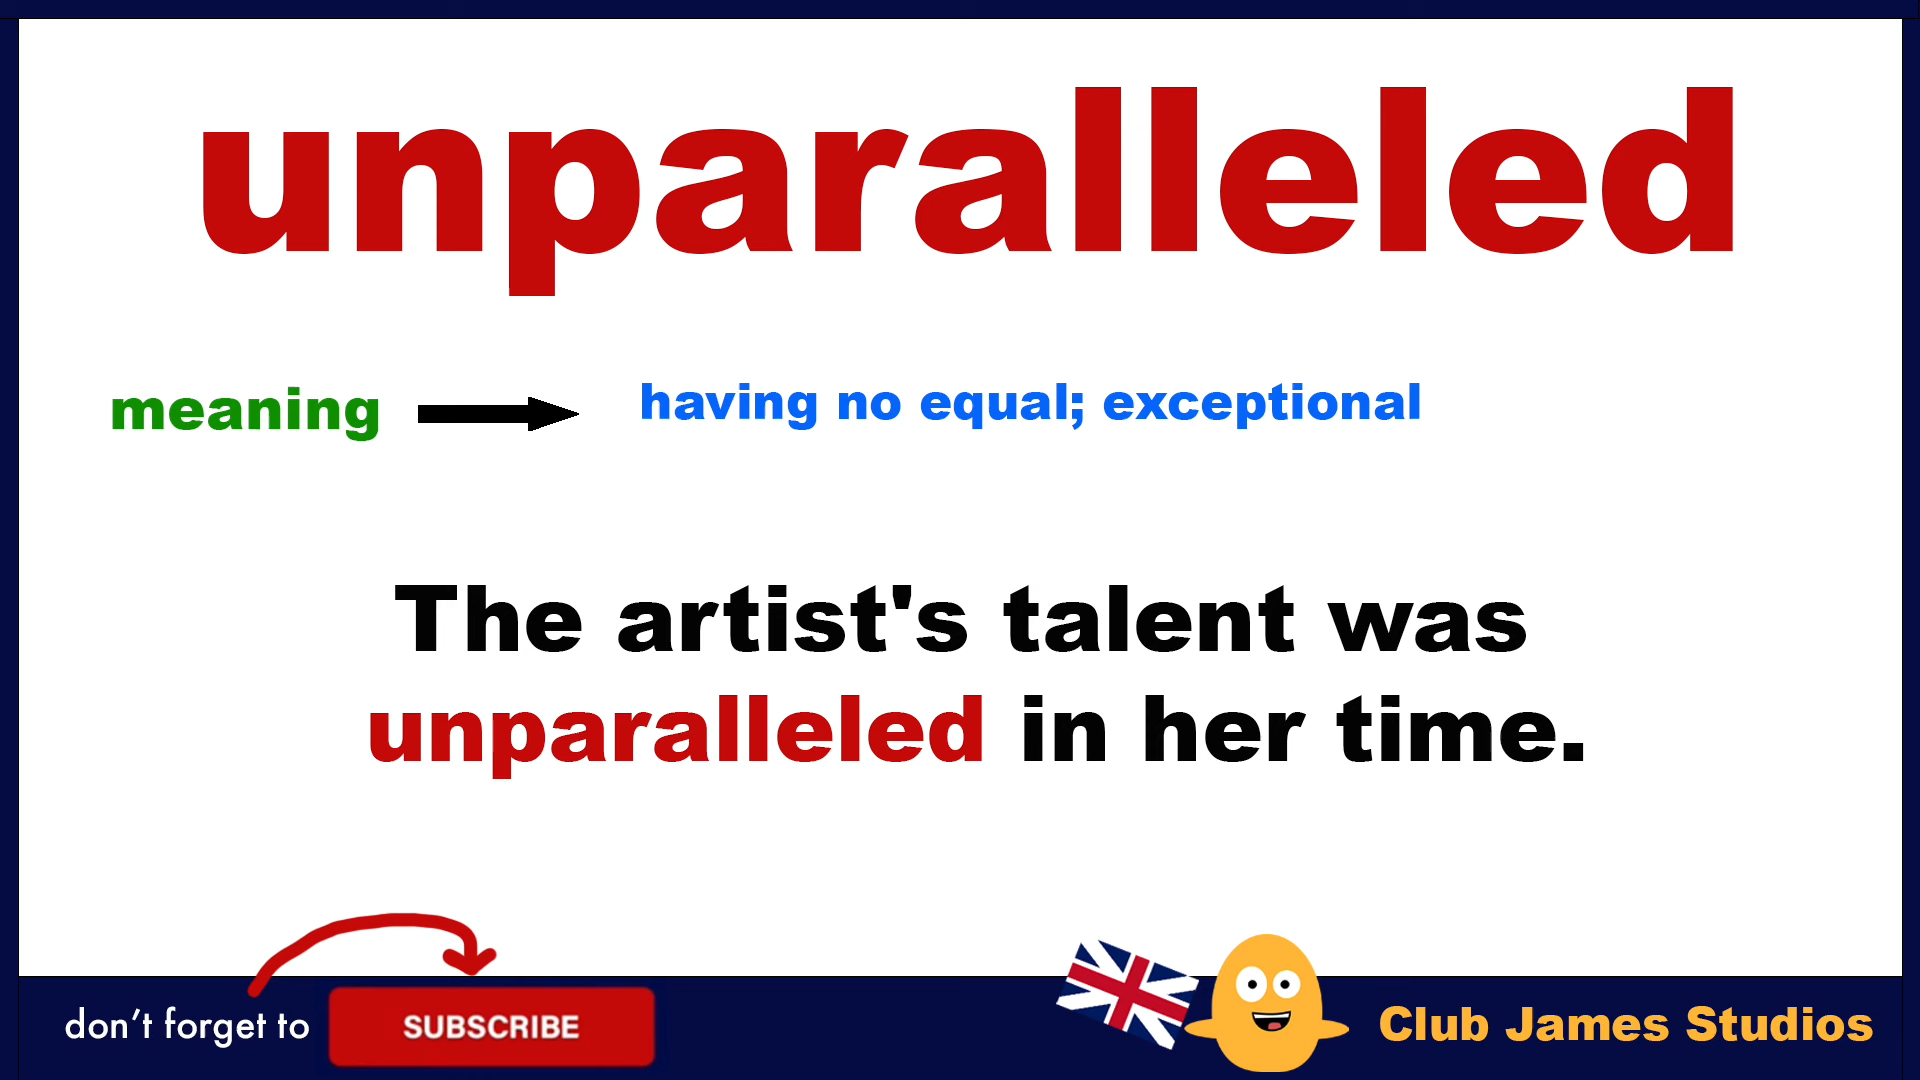 unparalleled
meaning
having no equal; exceptional
The artist's talent was
unparalleled in her time.
don't forget to
SUBSCRIBE
Club James Studios